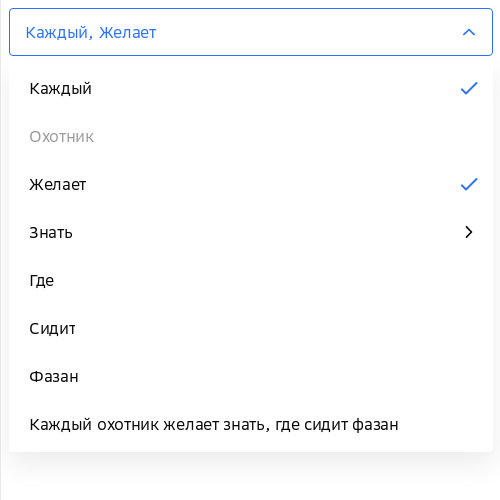 Каждый, Желает
Каждый
Охотник
Желает
Знать
Где
Сидит
Фазан
Каждый охотник желает знать, где сидит фазан